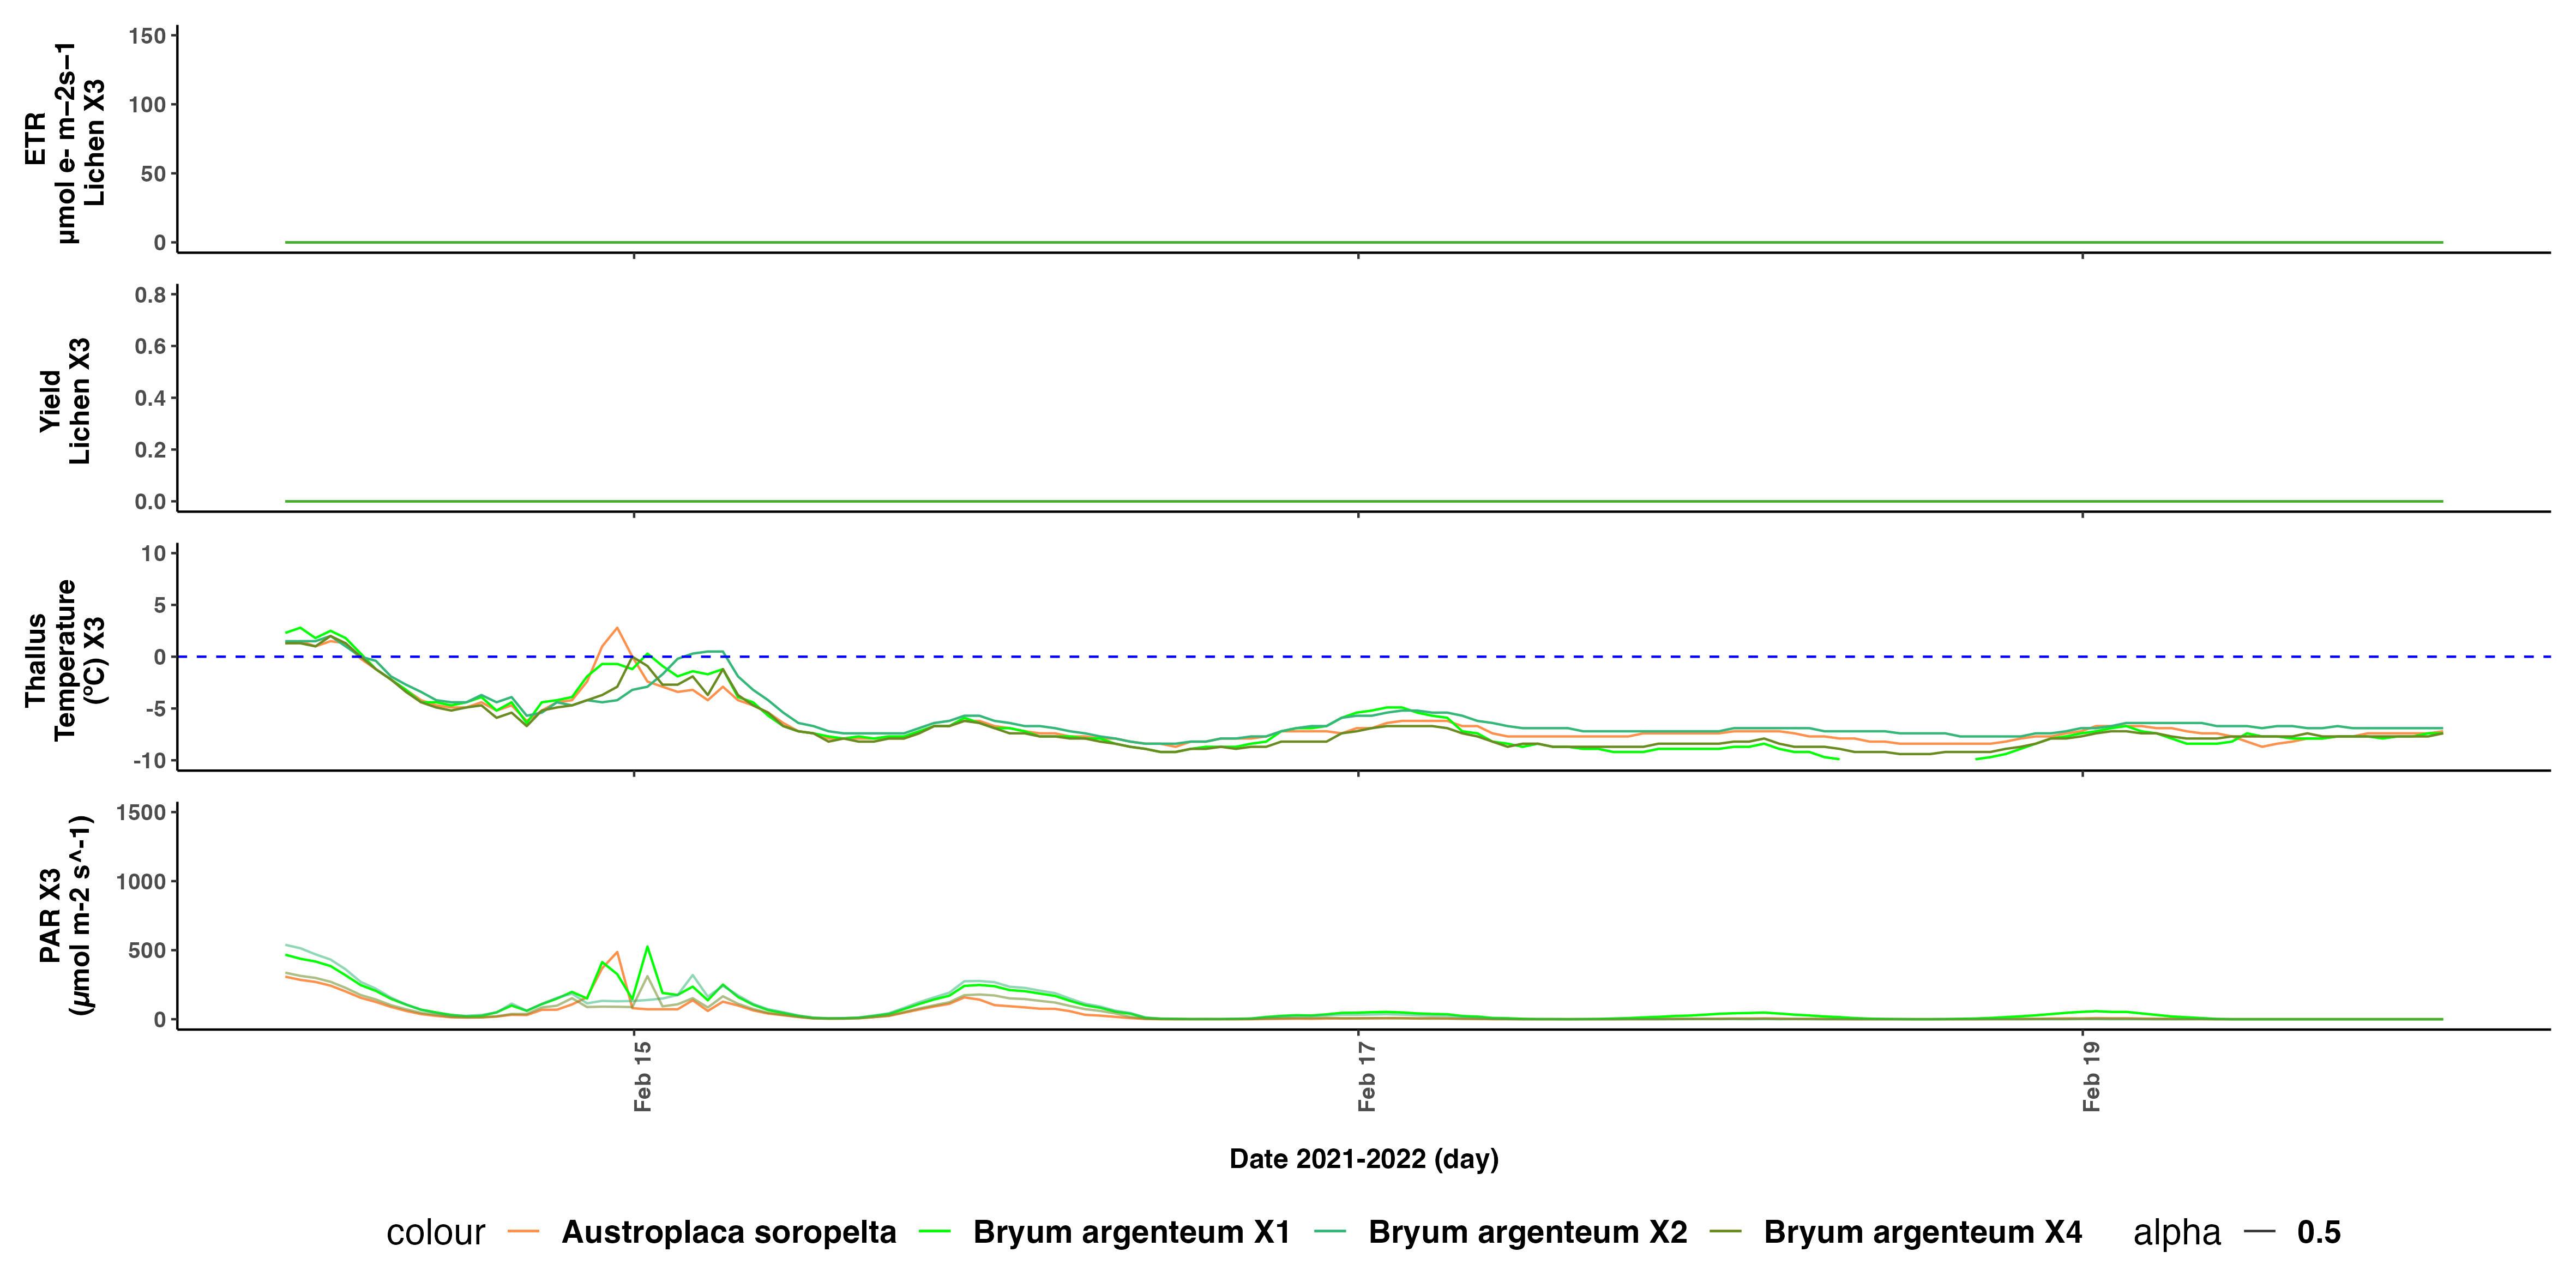 ETR
µmol e- m−2s−1
Lichen X3
150
100
50
0
Yield
Lichen X3
0.8
0.6
0.4
0.2
0.0
Thallus
Temperature
(ºC) X3
10
5
0
-5
-10
PAR X3
(µmol m-2 s^-1)
1500
1000
500
0
Feb 15
Feb 17
Feb 19
Date 2021-2022 (day)
colour Austroplaca soropelta Bryum argenteum X1 Bryum argenteum X2 Bryum argenteum X4 alpha 0.5